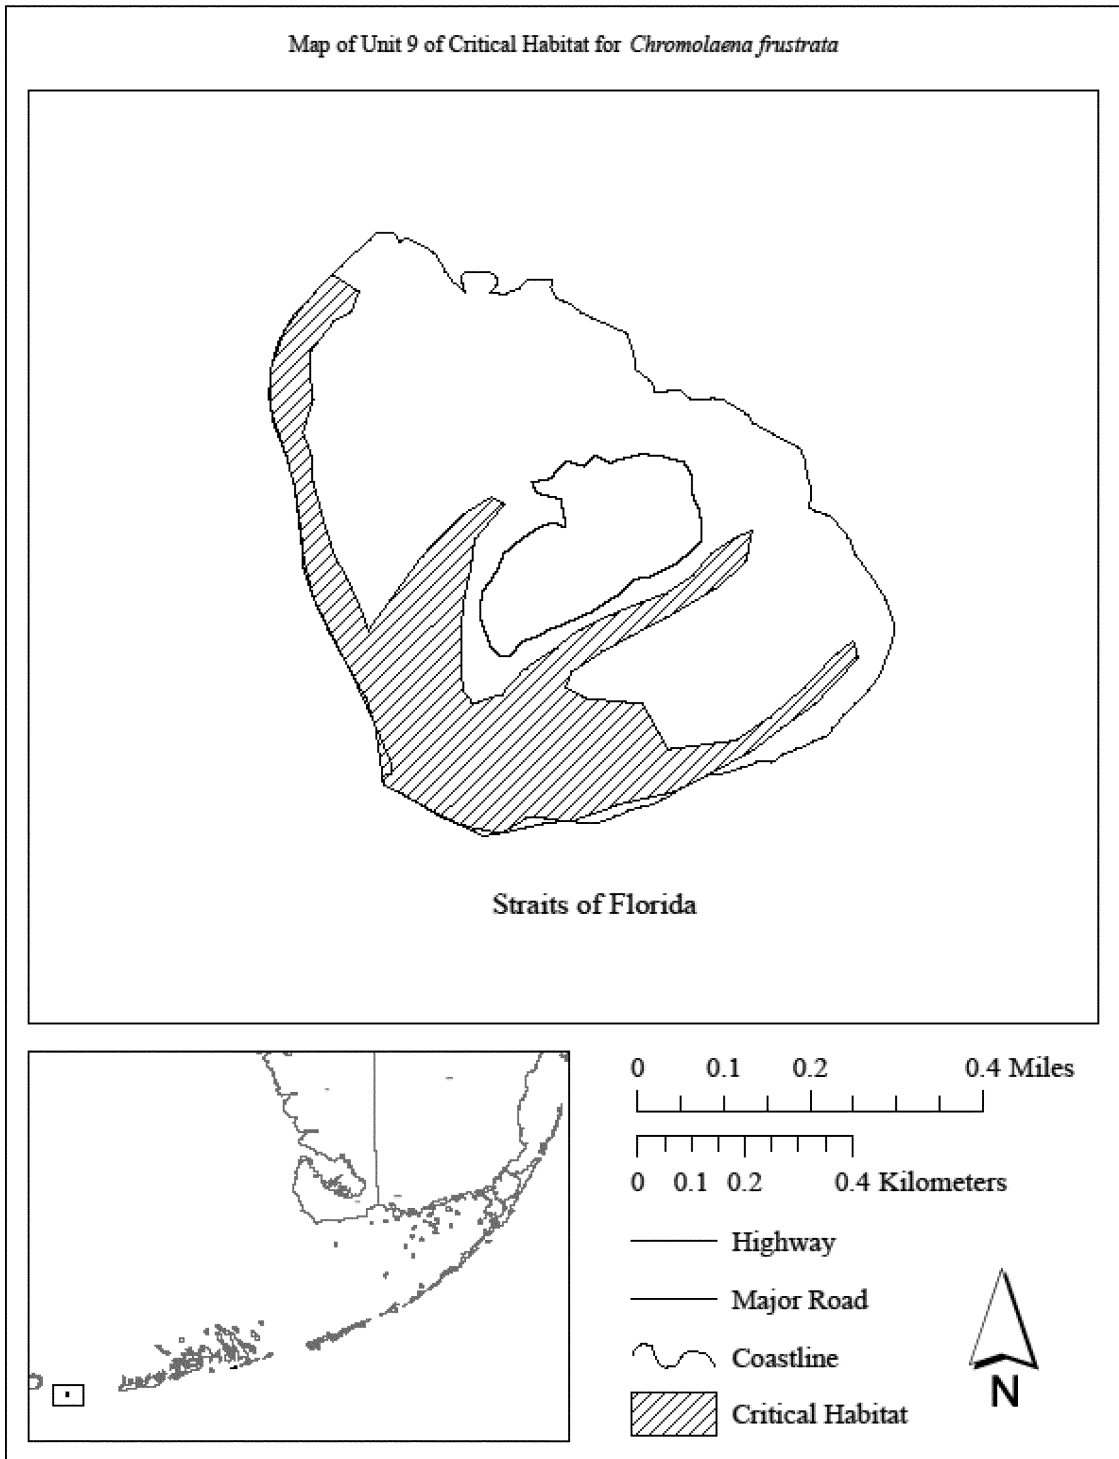 Map of Unit 9 of Critical Habitat for Chromolaena frustrata
Straits of Florida
0 0.1 0.2 0.4 Miles
0 0.1 0.2 0.4 Kilometers
Highway
Major Road
Coastline
Critical Habitat
N